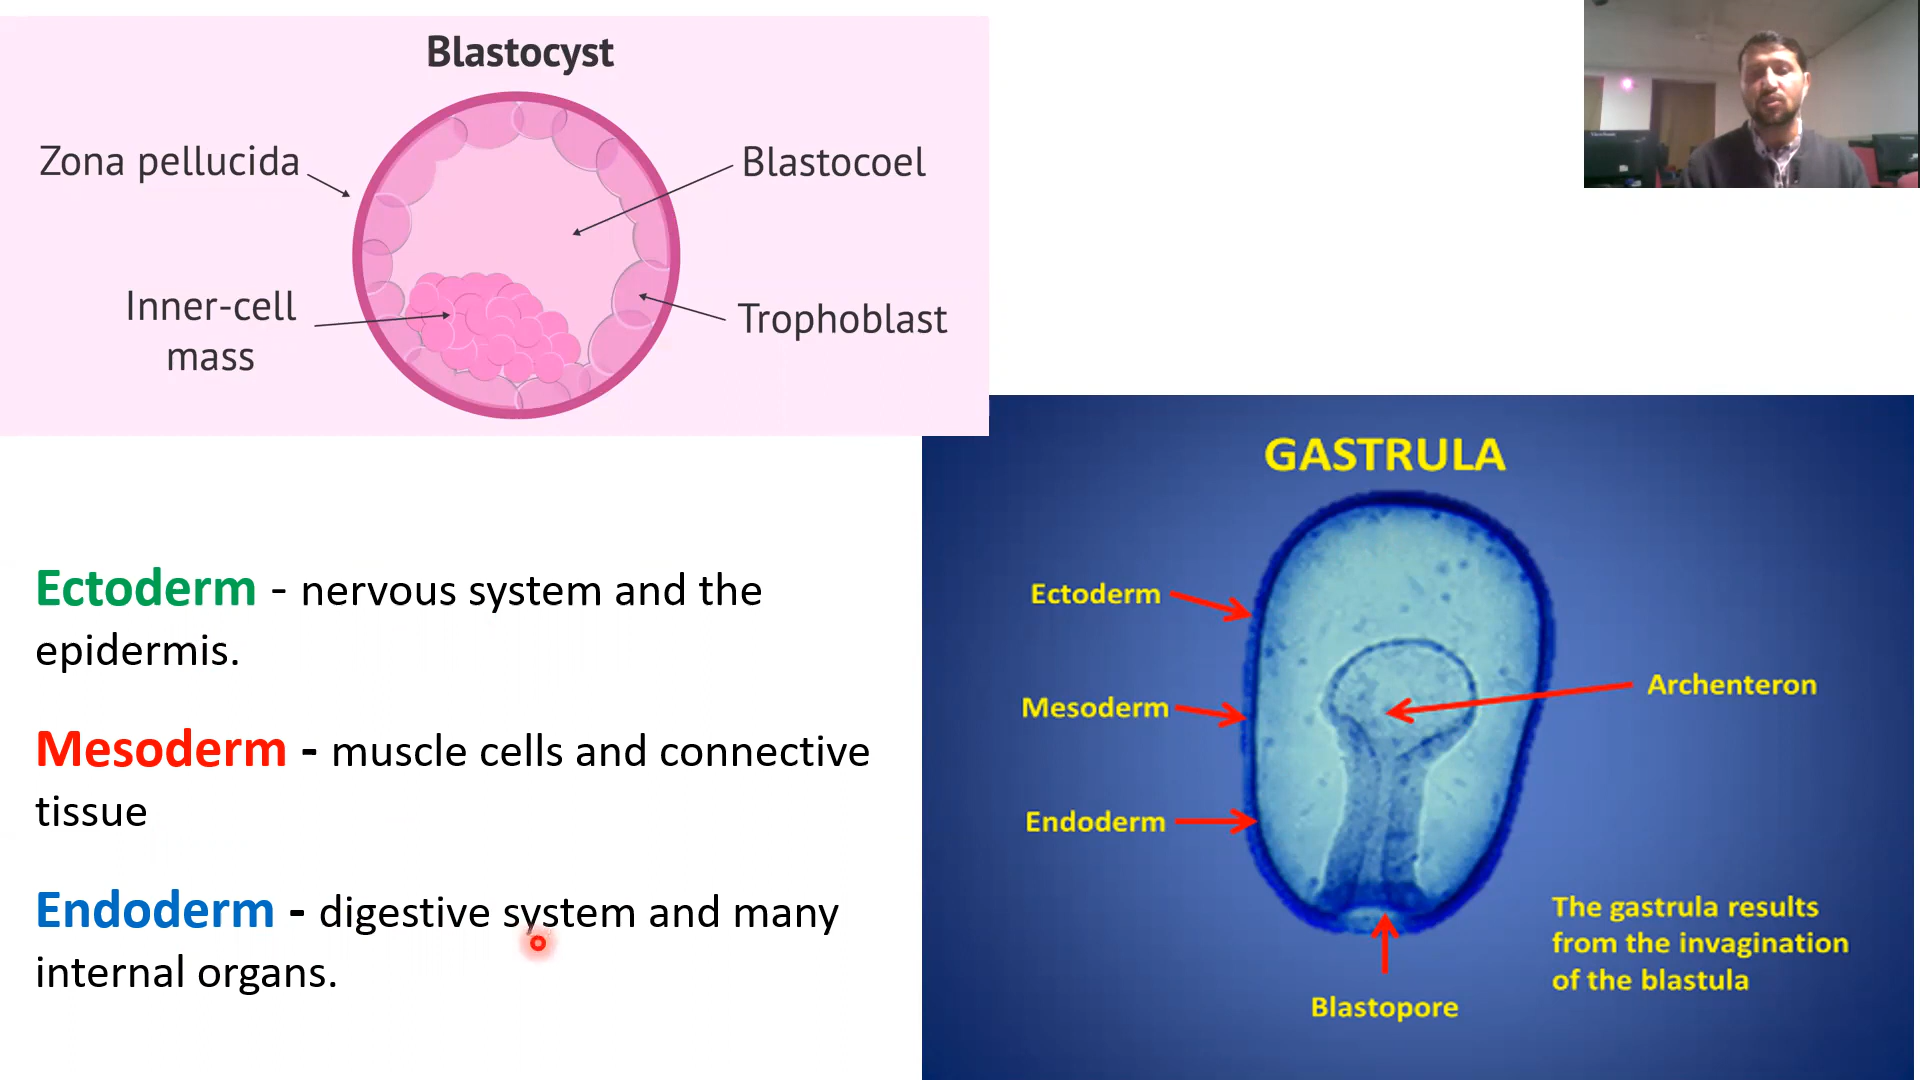 Blastocyst
Zona pellucida
Blastocoel
Inner-cell
mass
Trophoblast
Ectoderm - nervous system and the
epidermis.
Mesoderm - muscle cells and connective
tissue
Endoderm - digestive system and many
internal organs.
GASTRULA
Ectoderm
Mesoderm
Endoderm
Archenteron
Blastopore
The gastrula results
from the invagination
of the blastula